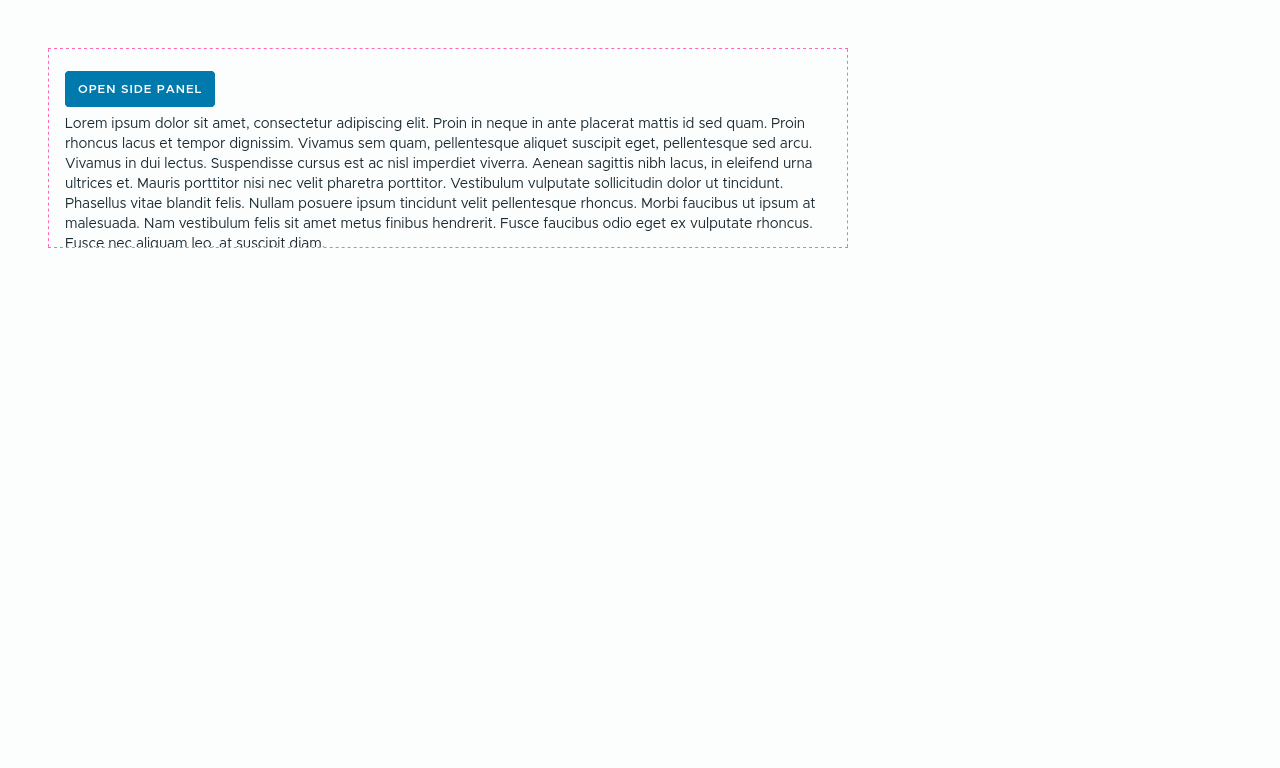 OPEN SIDE PANEL
Lorem ipsum dolor sit amet, consectetur adipiscing elit. Proin in neque in ante placerat mattis id sed quam. Proin
rhoncus lacus et tempor dignissim. Vivamus sem quam, pellentesque aliquet suscipit eget, pellentesque sed arcu.
Vivamus in dui lectus. Suspendisse cursus est ac nisl imperdiet viverra. Aenean sagittis nibh lacus, in eleifend urna
ultrices et. Mauris porttitor nisi nec velit pharetra porttitor. Vestibulum vulputate sollicitudin dolor ut tincidunt.
Phasellus vitae blandit felis. Nullam posuere ipsum tincidunt velit pellentesque rhoncus. Morbi faucibus ut ipsum at
malesuada. Nam vestibulum felis sit amet metus finibus hendrerit. Fusce faucibus odio eget ex vulputate rhoncus.
Fusce nec aliquam leo, at suscipit diam.